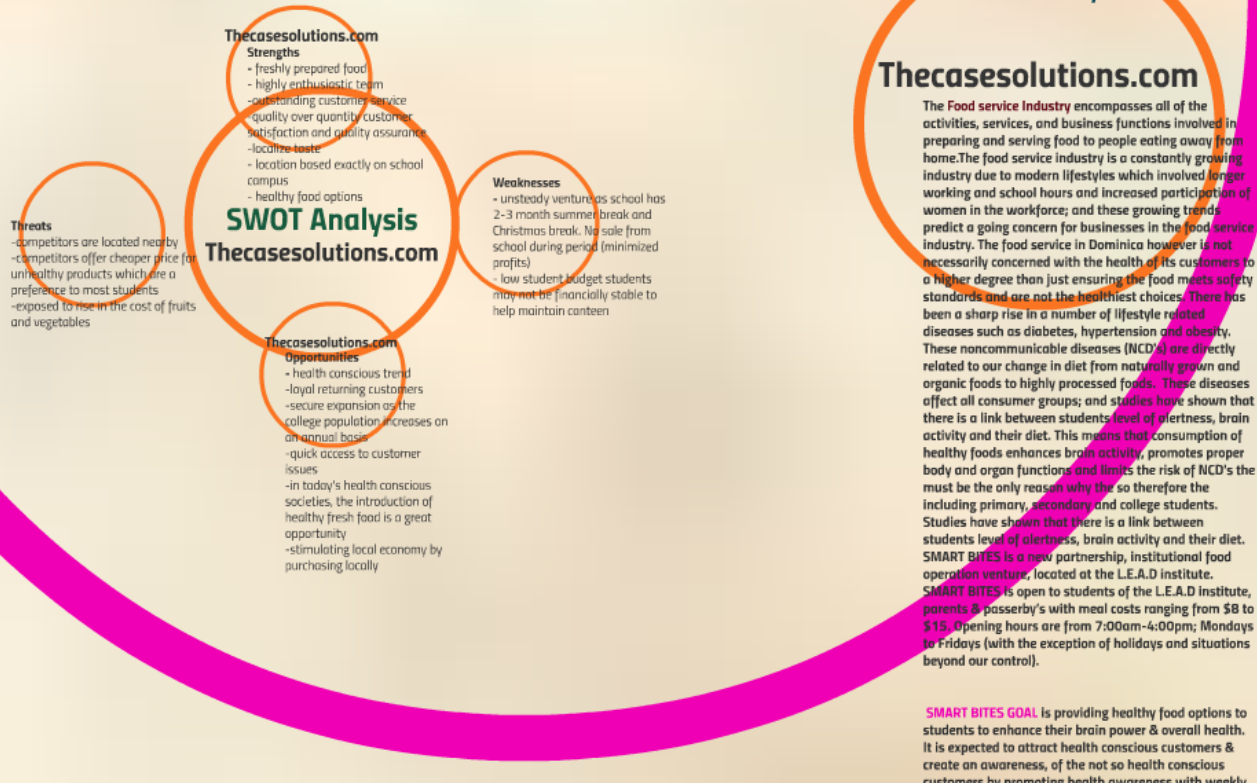 Thecasesolutions.com
Strengths
- freshly prepared food
- highly enthusiastic team
-outstanding customer service
-quality over quantity customer
satisfaction and quality assurance
-localize taste
- location based exactly on school
campus
- healthy food options
SWOT Analysis
Thecasesolutions.com
Threats
-competitors are located nearby
-competitors offer cheaper price for
unhealthy products which are a
preference to most students
-exposed to rise in the cost of fruits
and vegetables
Weaknesses
- unsteady venture as school has
2-3 month summer break and
Christmas break. No sale from
school during period (minimized
profits)
- low student budget students
may not be financially stable to
help maintain canteen
Thecasesolutions.com
Opportunities
- health conscious trend
-loyal returning customers
-secure expansion as the
college population increases on
an annual basis
-quick access to customer
issues
-in today's health conscious
societies, the introduction of
healthy fresh food is a great
opportunity
-stimulating local economy by
purchasing locally
Thecasesolutions.com
The Food service Industry encompasses all of the
activities, services, and business functions involved in
preparing and serving food to people eating away from
home.The food service industry is a constantly growing
industry due to modern lifestyles which involved longer
working and school hours and increased participation of
women in the workforce; and these growing trends
predict a going concern for businesses in the food service
industry. The food service in Dominica however is not
necessarily concerned with the health of its customers to
a higher degree than just ensuring the food meets safety
standards and are not the healthiest choices. There has
been a sharp rise in a number of lifestyle related
diseases such as diabetes, hypertension and obesity.
These noncommunicable diseases (NCD's) are directly
related to our change in diet from naturally grown and
organic foods to highly processed foods. These diseases
affect all consumer groups; and studies have shown that
there is a link between students level of alertness, brain
activity and their diet. This means that consumption of
healthy foods enhances brain activity, promotes proper
body and organ functions and limits the risk of NCD's the
must be the only reason why the so therefore the
including primary, secondary and college students.
Studies have shown that there is a link between
students level of alertness, brain activity and their diet.
SMART BITES is a new partnership, institutional food
operation venture, located at the L.E.A.D institute.
SMART BITES is open to students of the L.E.A.D institute,
parents & passerby's with meal costs ranging from $8 to
$15. Opening hours are from 7:00am-4:00pm; Mondays
to Fridays (with the exception of holidays and situations
beyond our control).
SMART BITES GOAL is providing healthy food options to
students to enhance their brain power & overall health.
It is expected to attract health conscious customers &
create an awareness, of the not so health conscious
customers by promoting health awareness with weekly